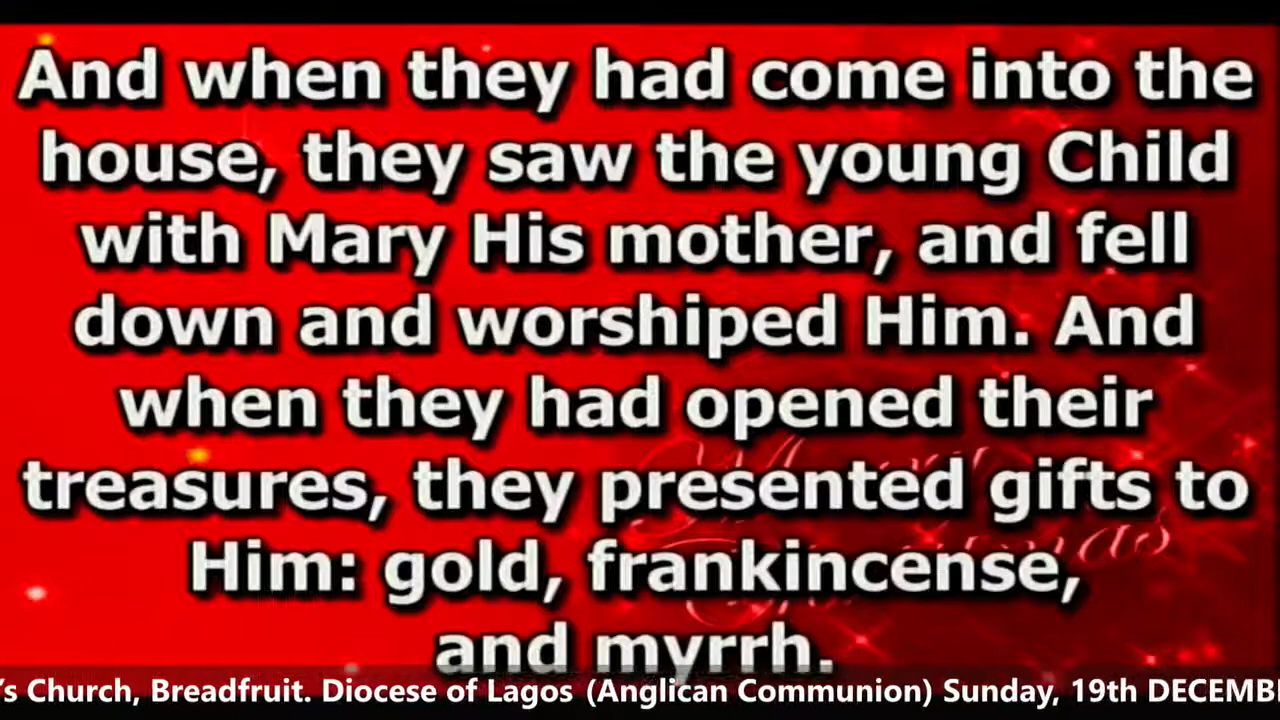 And when they had come into the
house, they saw the young Child
with Mary His mother, and fell
down and worshiped Him. And
when they had opened their
treasures, they presented gifts to
Him: gold, frankincense,
and myrrh.
’s Church, Breadfruit. Diocese of Lagos (Anglican Communion) Sunday, 19th DECEMB